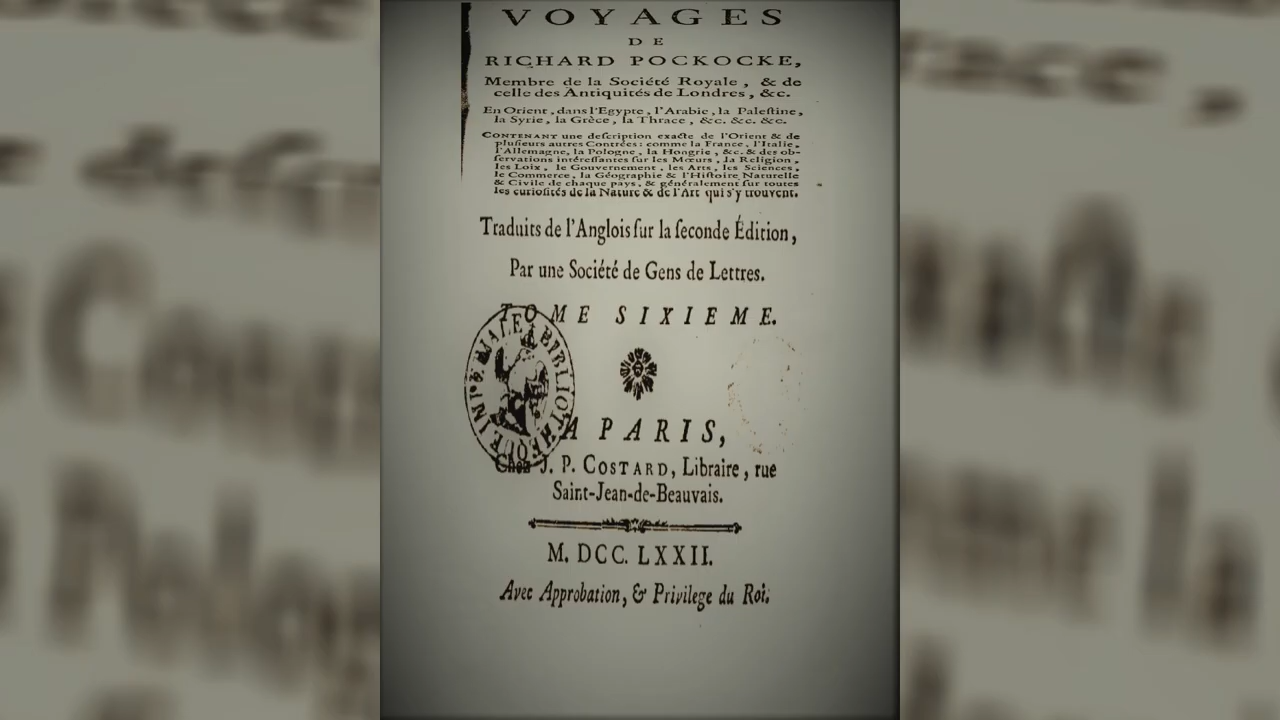 VOYAGES
DE
RICHARD POCKOCKE,
Membre de la Société Royale, & de
celle des Antiquités de Londres, &c.
En Orient, dans l'Egypte, l'Arabie, la Paleſtine,
la Syrie, la Grèce, la Thrace, &c. &c. &c.
CONTENANT une deſcription exacte de l'Orient & de
pluſieurs autres Contrées: comme la France, l'Italie,
l'Allemagne, la Pologne, la Hongrie, &c. & des ob-
ſervations intéreſſantes ſur les Mœurs, la Religion,
les Loix, le Gouvernement, les Arts, les Sciences,
le Commerce, la Géographie & l'Hiſtoire Naturelle
& Civile de chaque pays, & généralement ſur toutes
les curioſités de la Nature & de l'Art qui s'y trouvent.
Traduits de l'Anglois ſur la ſeconde Édition,
Par une Société de Gens de Lettres.
TOME SIXIEME.
BIBLIOTHÈQUE IMPÉRIALE
A PARIS,
Chez J. P. COSTARD, Libraire, rue
Saint-Jean-de-Beauvais.
M. DCC. LXXII.
Avec Approbation, & Privilege du Roi.